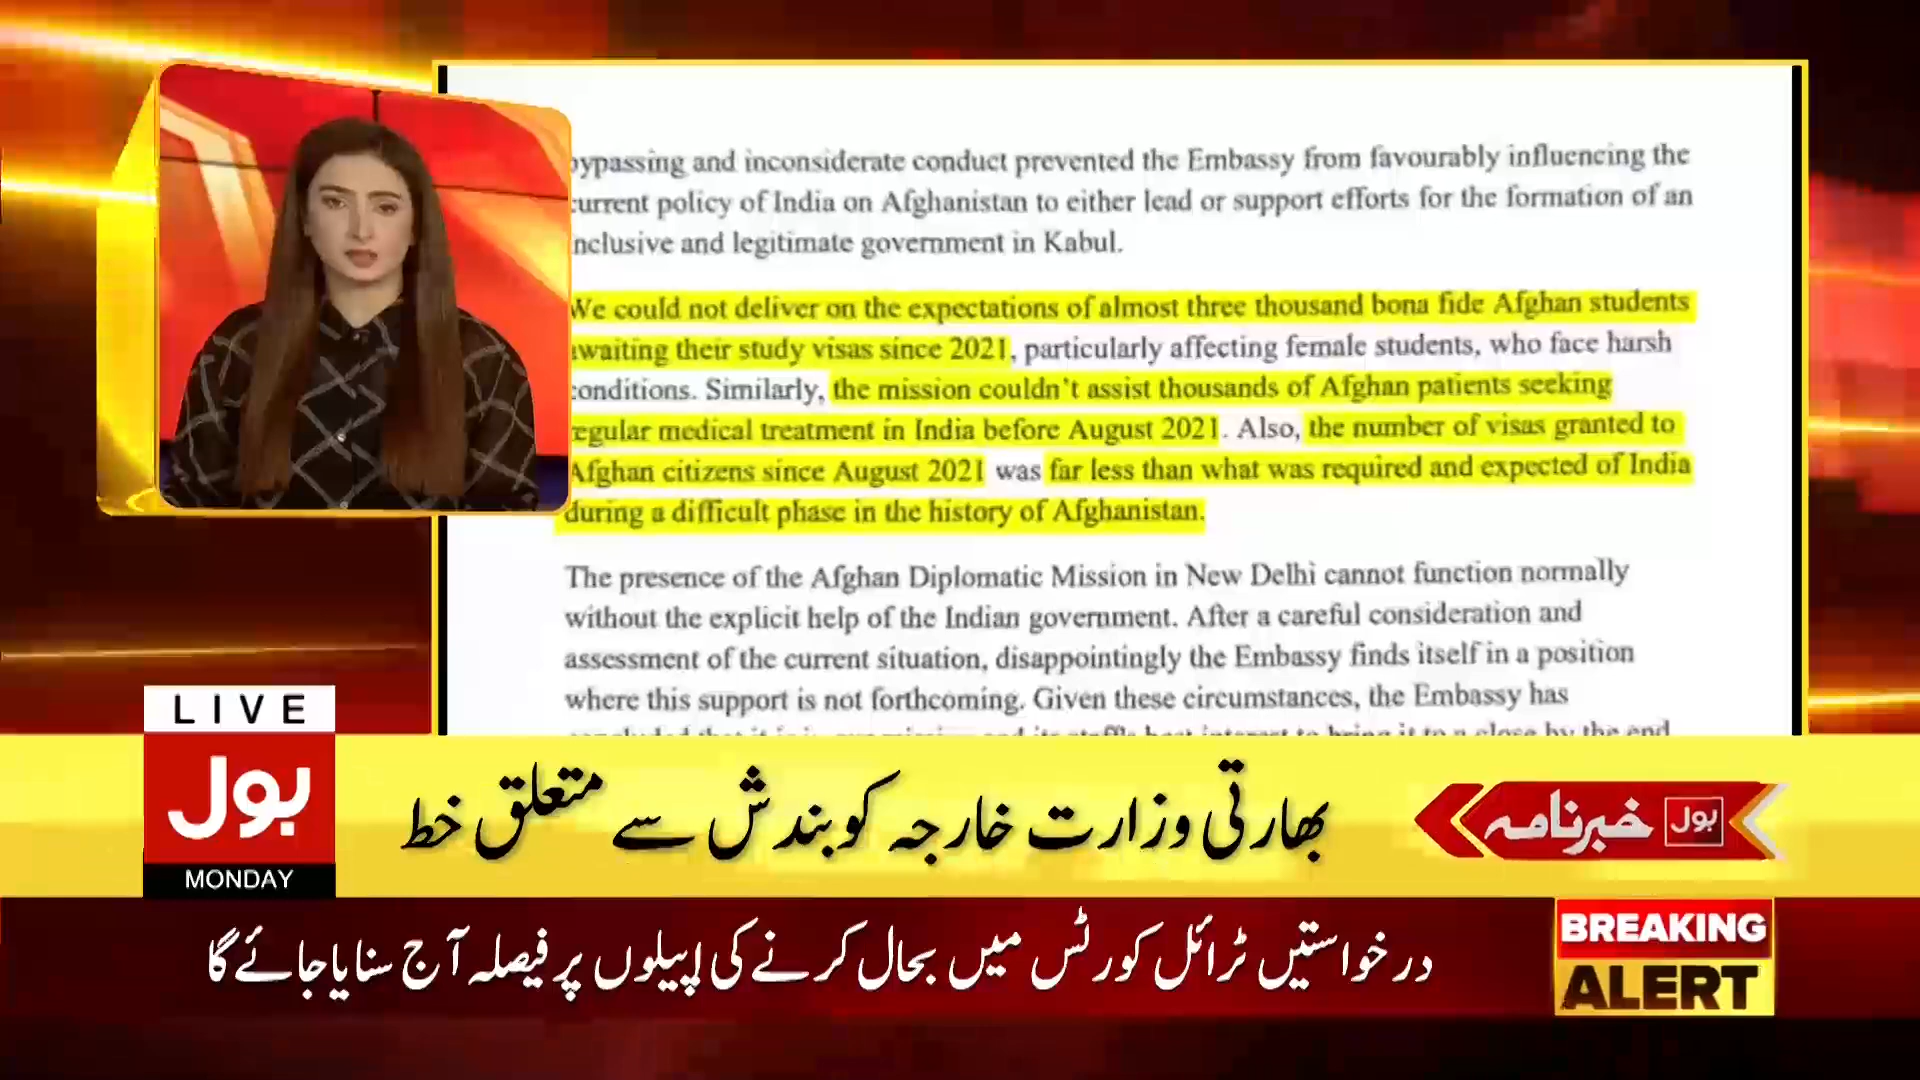 bypassing and inconsiderate conduct prevented the Embassy from favourably influencing the
current policy of India on Afghanistan to either lead or support efforts for the formation of an
inclusive and legitimate government in Kabul.
We could not deliver on the expectations of almost three thousand bona fide Afghan students
awaiting their study visas since 2021, particularly affecting female students, who face harsh
conditions. Similarly, the mission couldn't assist thousands of Afghan patients seeking
regular medical treatment in India before August 2021. Also, the number of visas granted to
Afghan citizens since August 2021 was far less than what was required and expected of India
during a difficult phase in the history of Afghanistan.
The presence of the Afghan Diplomatic Mission in New Delhi cannot function normally
without the explicit help of the Indian government. After a careful consideration and
assessment of the current situation, disappointingly the Embassy finds itself in a position
where this support is not forthcoming. Given these circumstances, the Embassy has
LIVE
بول
MONDAY
بول خبرنامہ
بھارتی وزارت خارجہ کو بندش سے متعلق خط
BREAKING
ALERT
درخواستیں ٹرائل کورٹس میں بحال کرنے کی اپیلوں پر فیصلہ آج سنایا جائے گا